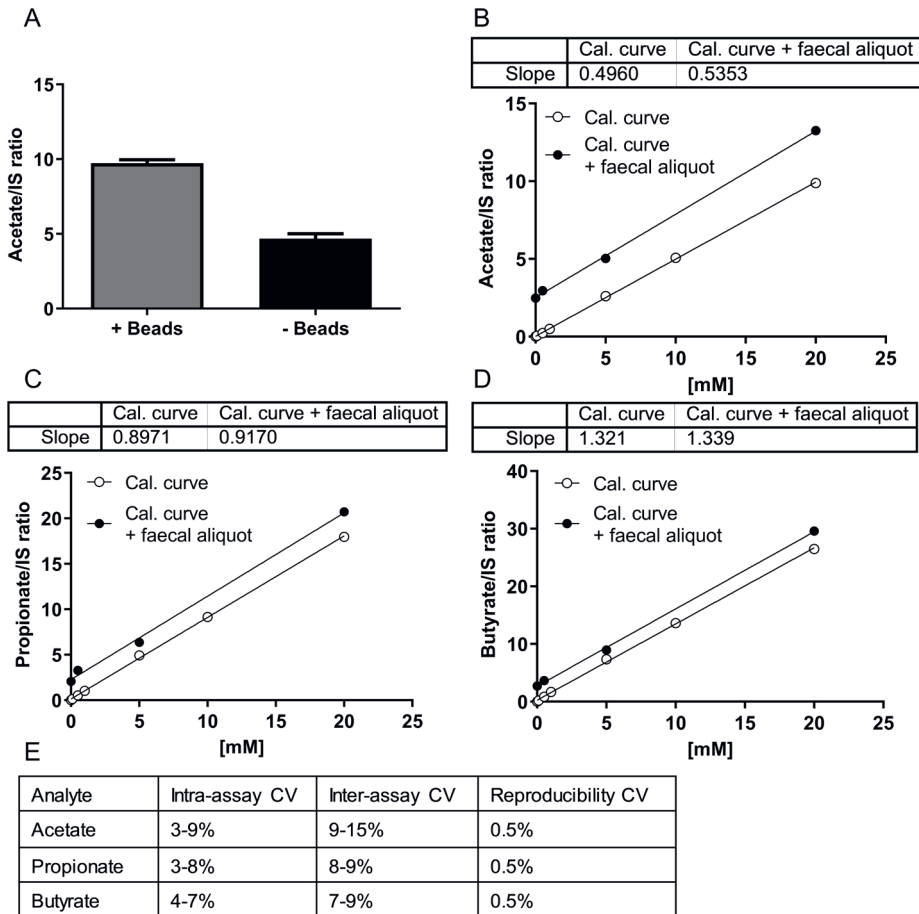 A
Acetate/IS ratio
15
10
5
0
+ Beads
- Beads
B
Cal. curve Cal. curve + faecal aliquot
Slope 0.4960 0.5353
Acetate/IS ratio
15
10
5
0
Cal. curve
Cal. curve
+ faecal aliquot
0 5 10 15 20 25
[mM]
C
Cal. curve Cal. curve + faecal aliquot
Slope 0.8971 0.9170
Propionate/IS ratio
25
20
15
10
5
0
Cal. curve
Cal. curve
+ faecal aliquot
0 5 10 15 20 25
[mM]
D
Cal. curve Cal. curve + faecal aliquot
Slope 1.321 1.339
Butyrate/IS ratio
40
30
20
10
0
Cal. curve
Cal. curve
+ faecal aliquot
0 5 10 15 20 25
[mM]
E
Analyte Intra-assay CV Inter-assay CV Reproducibility CV
Acetate 3-9% 9-15% 0.5%
Propionate 3-8% 8-9% 0.5%
Butyrate 4-7% 7-9% 0.5%